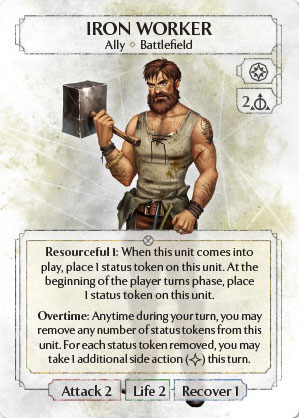 IRON WORKER
Ally ◇ Battlefield
2
Resourceful 1: When this unit comes into
play, place 1 status token on this unit. At the
beginning of the player turns phase, place
1 status token on this unit.
Overtime: Anytime during your turn, you may
remove any number of status tokens from this
unit. For each status token removed, you may
take 1 additional side action (✧) this turn.
Attack 2 • Life 2 Recover 1